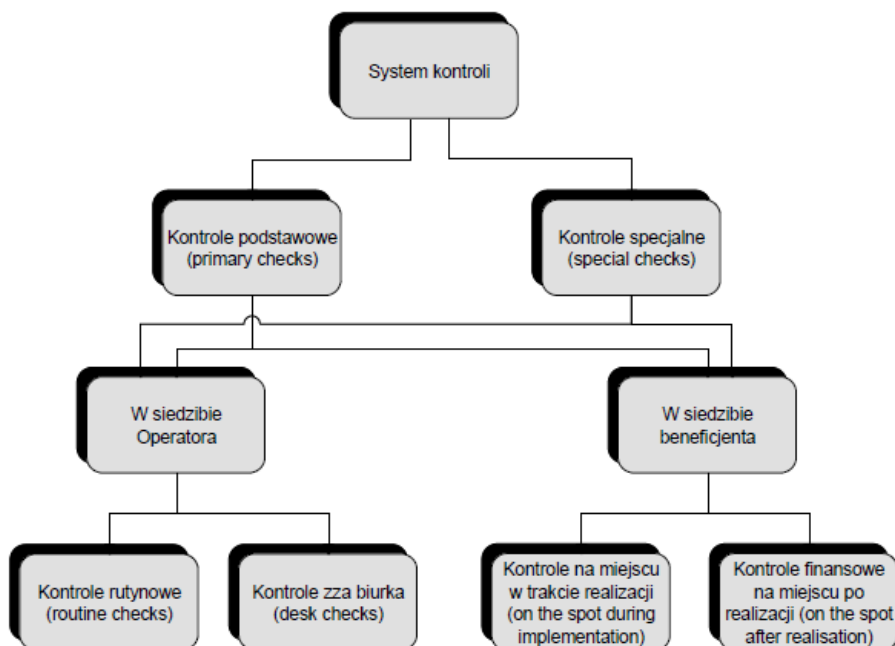 System kontroli
Kontrole podstawowe
(primary checks)
Kontrole specjalne
(special checks)
W siedzibie
Operatora
W siedzibie
beneficjenta
Kontrole rutynowe
(routine checks)
Kontrole zza biurka
(desk checks)
Kontrole na miejscu
w trakcie realizacji
(on the spot during
implementation)
Kontrole finansowe
na miejscu po
realizacji (on the spot
after realisation)